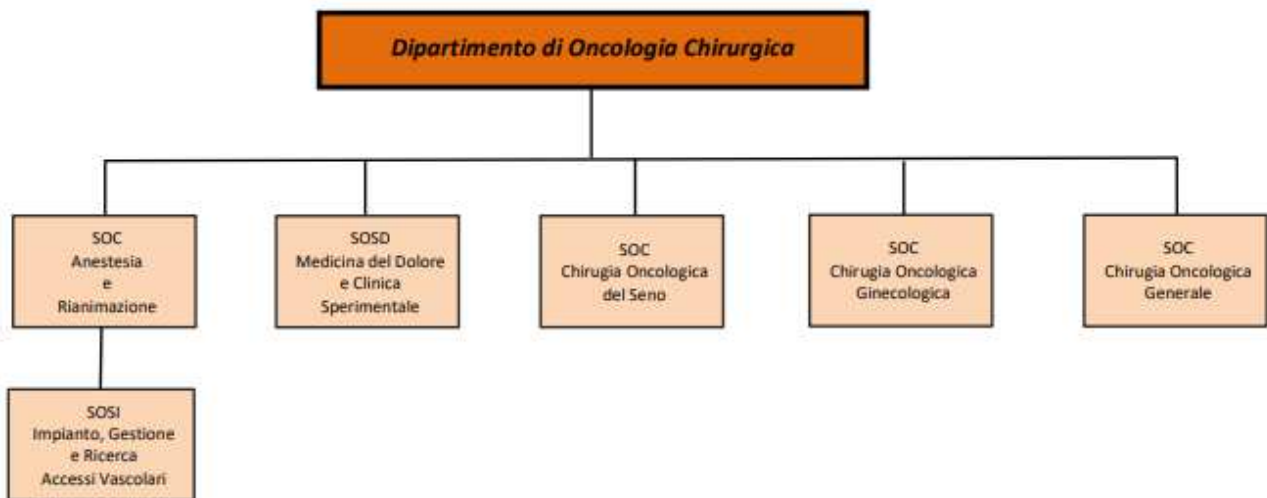 Dipartimento di Oncologia Chirurgica
SOC
Anestesia
e
Rianimazione
SOSD
Medicina del Dolore
e Clinica
Sperimentale
SOC
Chirugia Oncologica
del Seno
SOC
Chirugia Oncologica
Ginecologica
SOC
Chirugia Oncologica
Generale
SOSI
Impianto, Gestione
e Ricerca
Accessi Vascolari